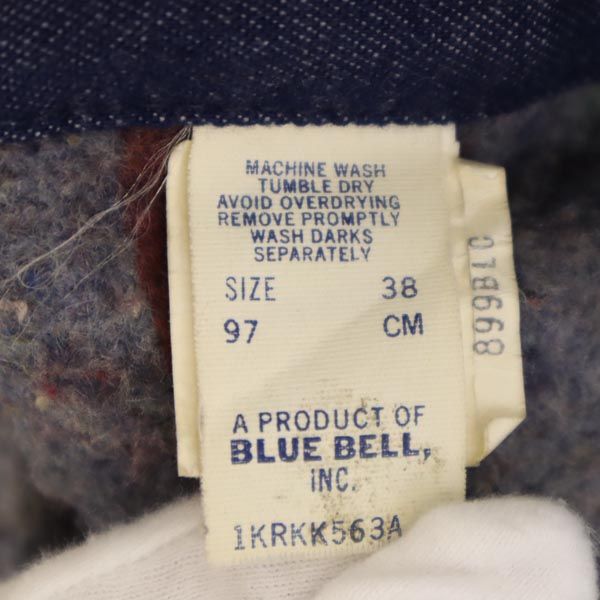 MACHINE WASH
TUMBLE DRY
AVOID OVERDRYING
REMOVE PROMPTLY
WASH DARKS
SEPARATELY
SIZE 38
97 CM
A PRODUCT OF
BLUE BELL,
INC.
1KRKK563A